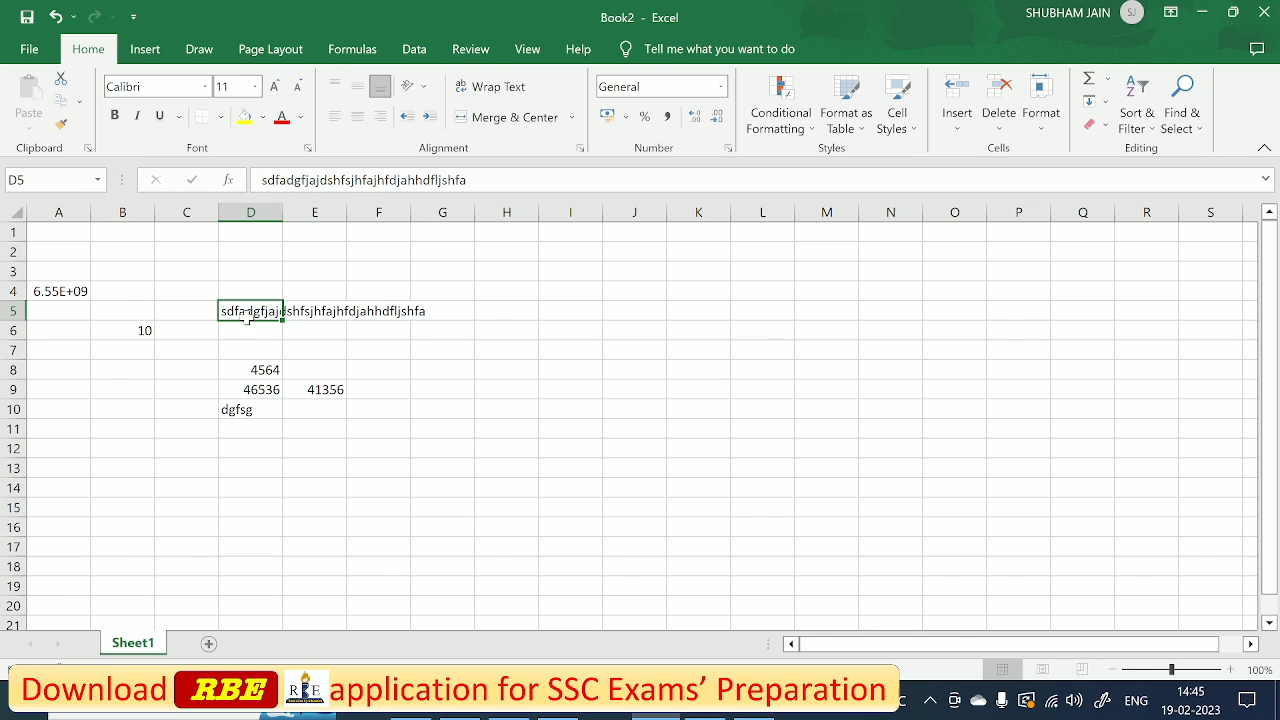 Book2 - Excel
SHUBHAM JAIN SJ
File Home Insert Draw Page Layout Formulas Data Review View Help Tell me what you want to do
Calibri 11 Wrap Text General
Paste B I U A Merge & Center % Conditional Formatting Format as Table Cell Styles Insert Delete Format Sort & Filter Find & Select
Clipboard Font Alignment Number Styles Cells Editing
D5 fx sdfadgfjajdshfsjhfajhfdjahhdfljshfa
A B C D E F G H I J K L M N O P Q R S
1
2
3
4 6.55E+09
5 sdfadgfjajdshfsjhfajhfdjahhdfljshfa
6 10
7
8 4564
9 46536 41356
10 dgfsg
11
12
13
14
15
16
17
18
19
20
21
Sheet1
100%
Download RBE RBE application for SSC Exams' Preparation
ENG 14:45
19-02-2023